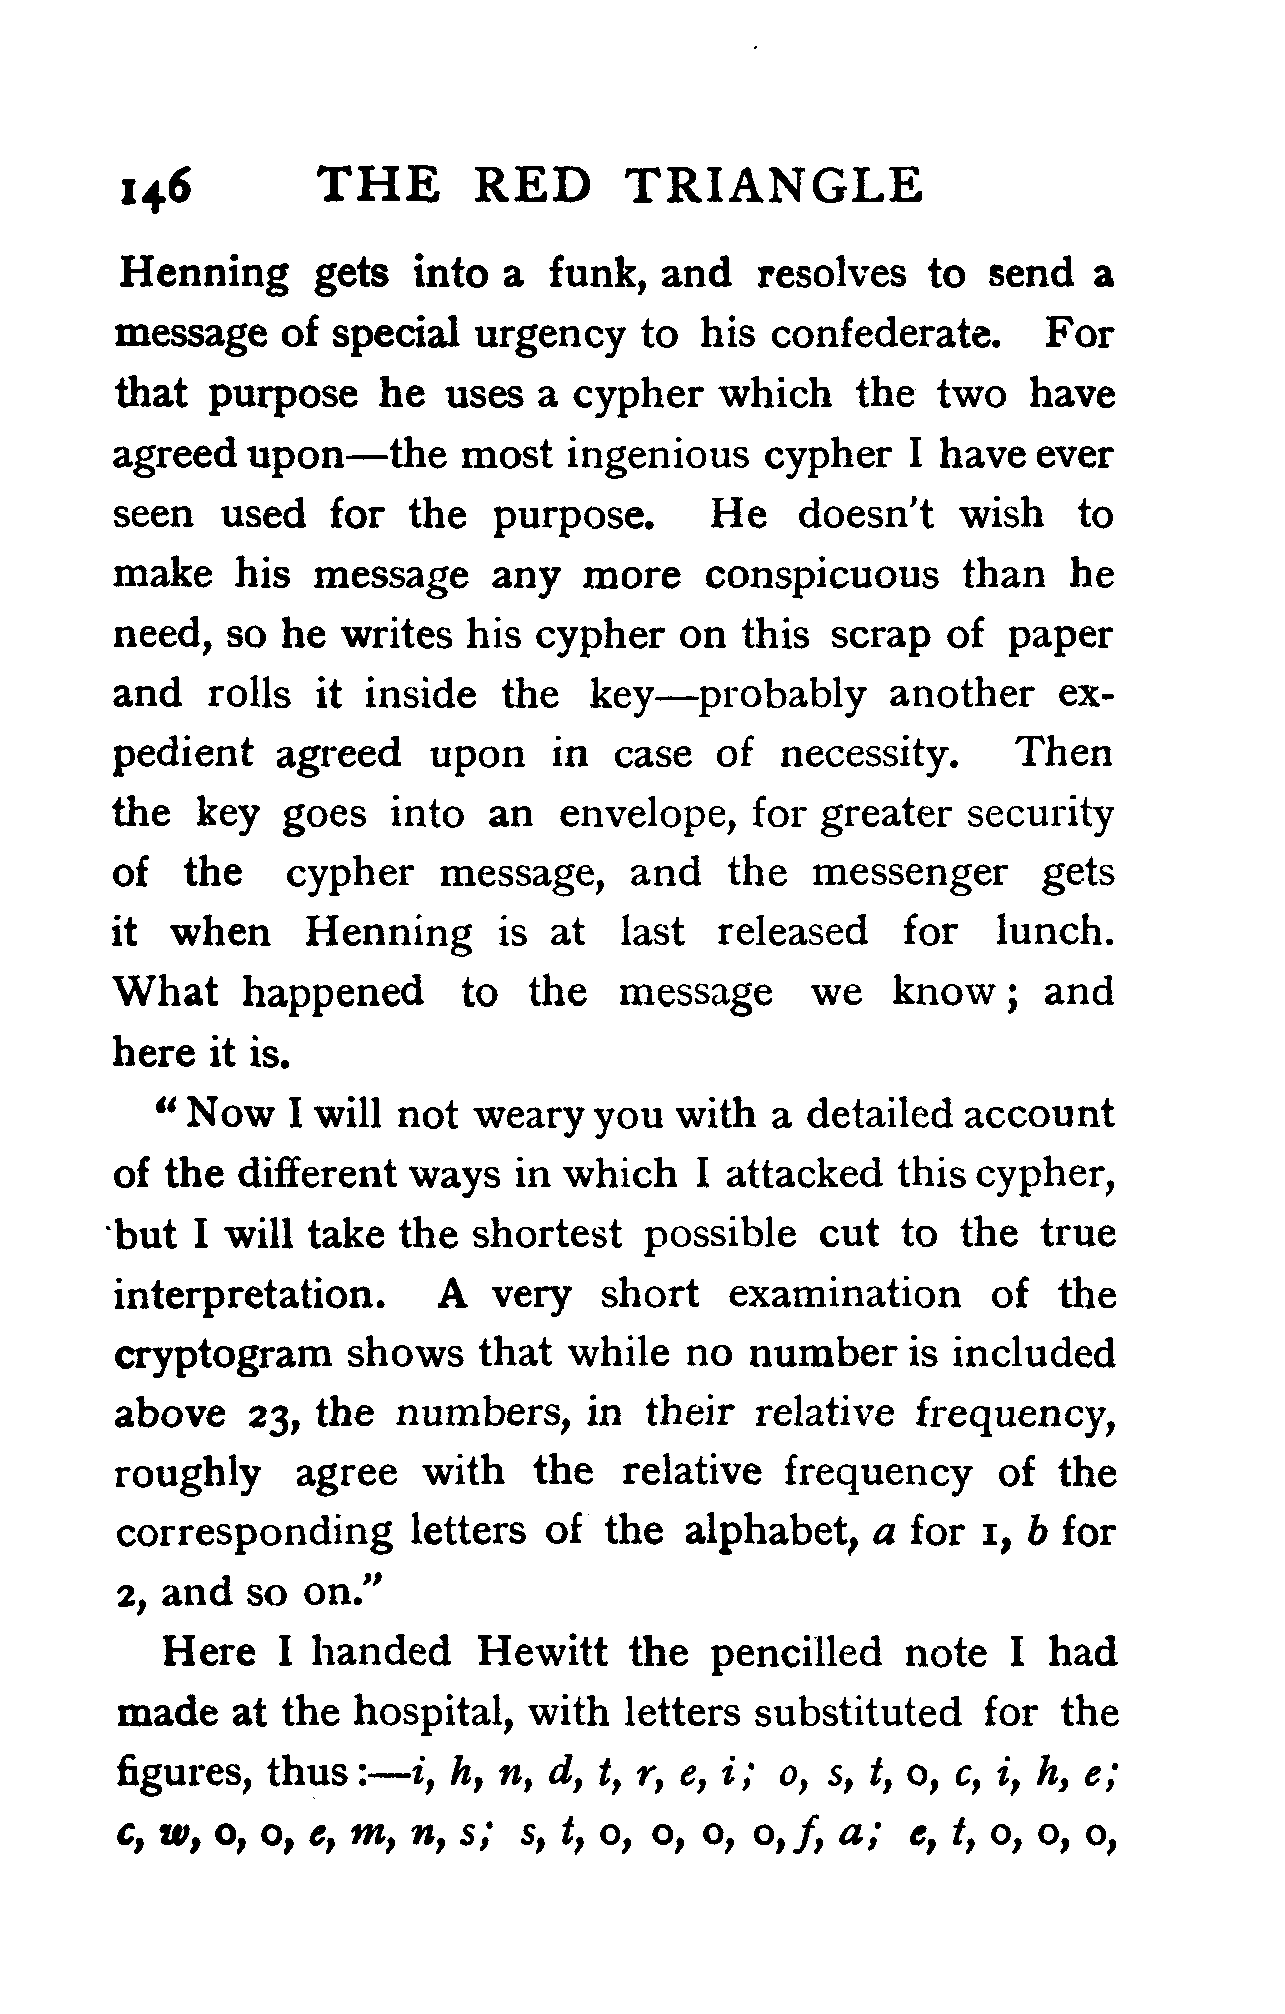 146 THE RED TRIANGLE
Henning gets into a funk, and resolves to send a
message of special urgency to his confederate. For
that purpose he uses a cypher which the two have
agreed upon—the most ingenious cypher I have ever
seen used for the purpose. He doesn't wish to
make his message any more conspicuous than he
need, so he writes his cypher on this scrap of paper
and rolls it inside the key—probably another ex-
pedient agreed upon in case of necessity. Then
the key goes into an envelope, for greater security
of the cypher message, and the messenger gets
it when Henning is at last released for lunch.
What happened to the message we know; and
here it is.
"Now I will not weary you with a detailed account
of the different ways in which I attacked this cypher,
but I will take the shortest possible cut to the true
interpretation. A very short examination of the
cryptogram shows that while no number is included
above 23, the numbers, in their relative frequency,
roughly agree with the relative frequency of the
corresponding letters of the alphabet, a for 1, b for
2, and so on."
Here I handed Hewitt the pencilled note I had
made at the hospital, with letters substituted for the
figures, thus:—i, h, n, d, t, r, e, i; o, s, t, o, c, i, h, e;
c, w, o, o, e, m, n, s; s, t, o, o, o, o, f, a; e, t, o, o, o,